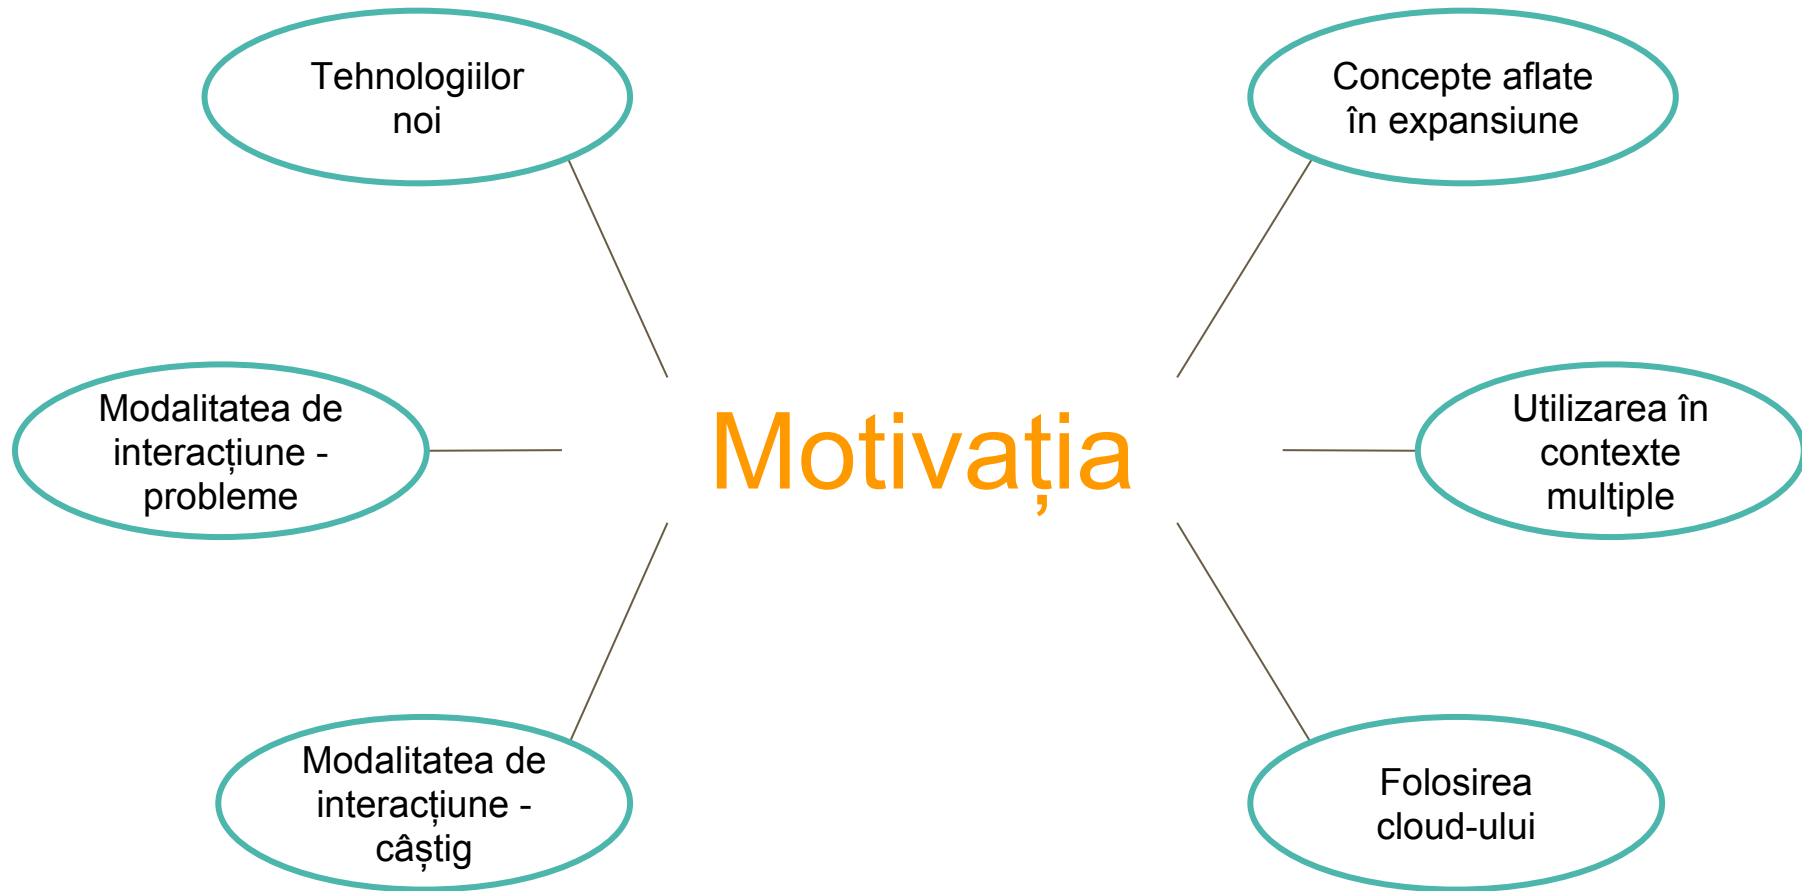 Tehnologiilor
noi
Concepte aflate
în expansiune
Modalitatea de
interacțiune -
probleme
Motivația
Utilizarea în
contexte
multiple
Modalitatea de
interacțiune -
câștig
Folosirea
cloud-ului